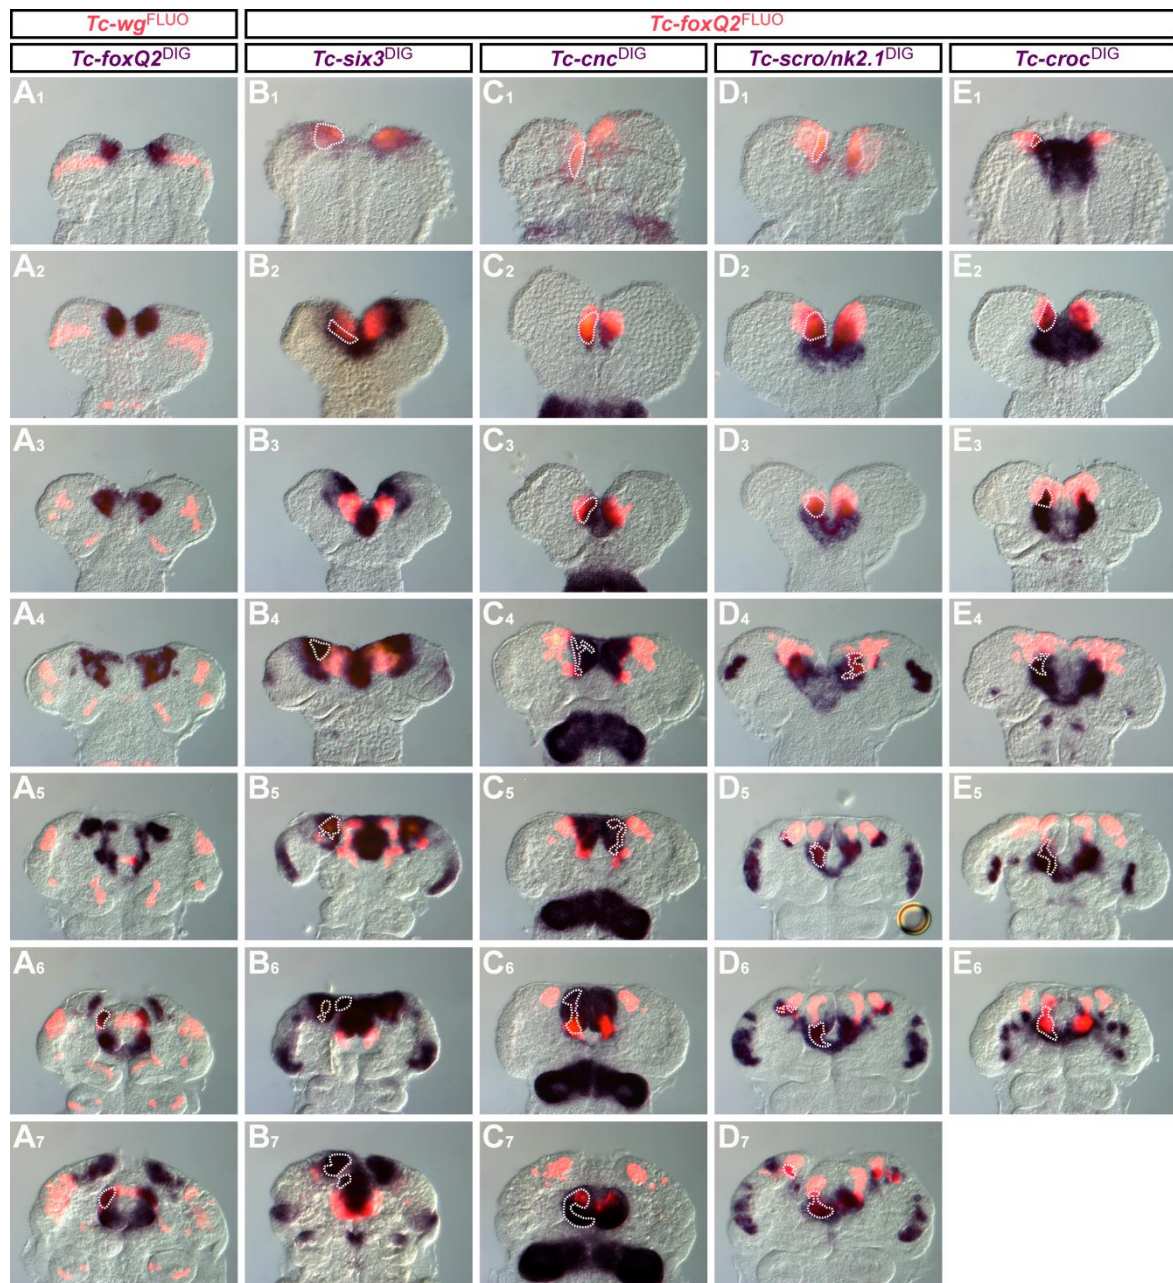 Tc-wgFLUO Tc-foxQ2FLUO
Tc-foxQ2DIG Tc-six3DIG Tc-cncDIG Tc-scro/nk2.1DIG Tc-crocDIG
A1 B1 C1 D1 E1
A2 B2 C2 D2 E2
A3 B3 C3 D3 E3
A4 B4 C4 D4 E4
A5 B5 C5 D5 E5
A6 B6 C6 D6 E6
A7 B7 C7 D7